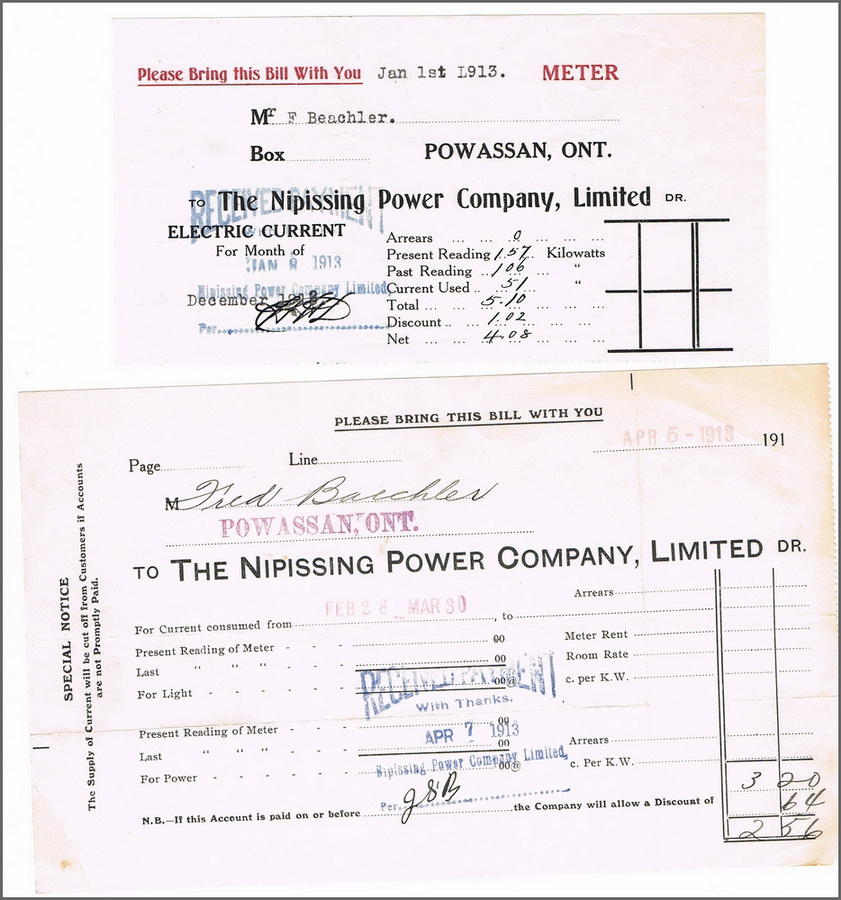 Please Bring this Bill With You Jan 1st L913. METER
Mr F Beachler.
Box POWASSAN, ONT.
TO The Nipissing Power Company, Limited DR.
RECEIVED PAYMENT
ELECTRIC CURRENT
For Month of
JAN 8 1913
Nipissing Power Company Limited,
December 1912
Per
Arrears ... ... 0 ... ... ...
Present Reading 157 Kilowatts
Past Reading .. 106 ... "
Current Used .. 51 "
Total ... ... 5.10 ... ... ...
Discount .. ... 1.02 ... ... ...
Net ... ... 4.08 ... ... ...
PLEASE BRING THIS BILL WITH YOU
APR 5 - 1913 191
Page Line
M Fred Baechler
POWASSAN, ONT.
TO THE NIPISSING POWER COMPANY, LIMITED DR.
SPECIAL NOTICE
The Supply of Current will be cut off from Customers if Accounts
are not Promptly Paid.
Arrears
For Current consumed from FEB 28 , to MAR 30
Present Reading of Meter - - - 00 Meter Rent
Last " " " - - - 00 Room Rate
For Light - - - - - - 00@ c. per K.W.
RECEIVED PAYMENT
With Thanks.
APR 7 1913
Nipissing Power Company Limited,
Per
Present Reading of Meter - - - 00
Last " " " - - - 00 Arrears
For Power - - - - - - 00@ c. Per K.W.
3 20
64
2 56
N.B.—If this Account is paid on or before the Company will allow a Discount of